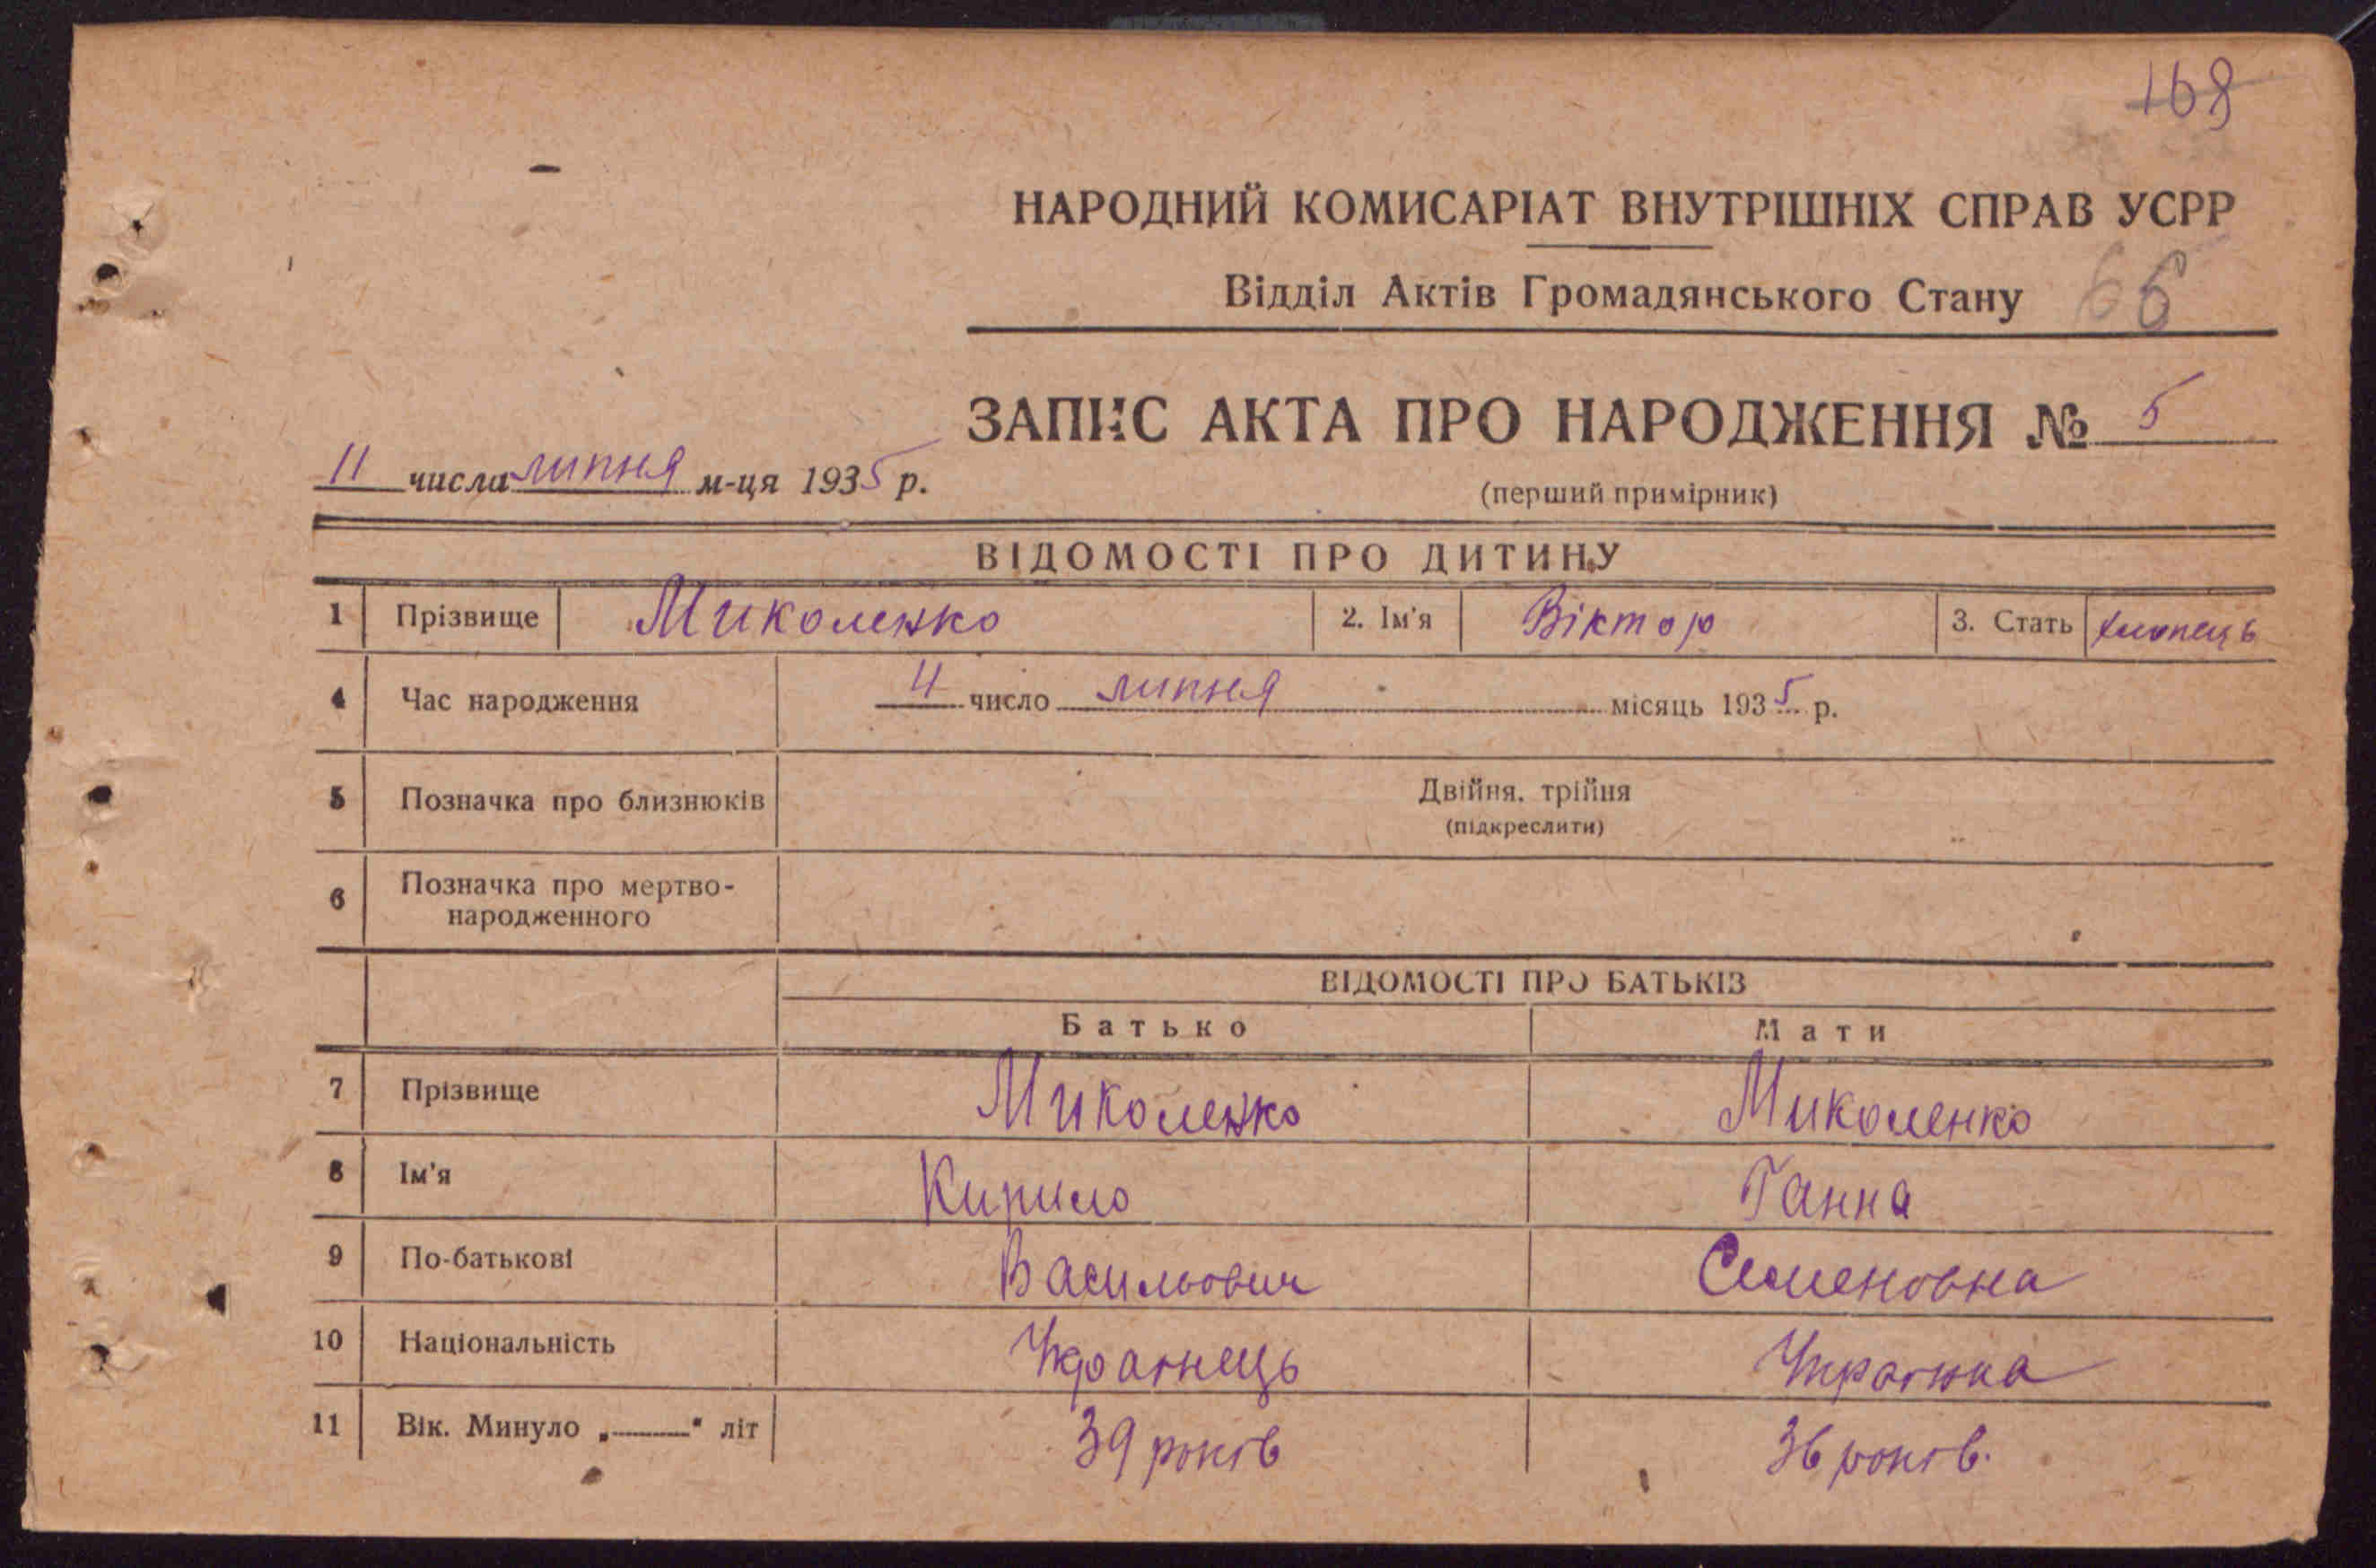 168
НАРОДНИЙ КОМИСАРІАТ ВНУТРІШНІХ СПРАВ УСРР
Відділ Актів Громадянського Стану 66
ЗАПИС АКТА ПРО НАРОДЖЕННЯ № 5
11 числа липня м-ця 1935 р.
(перший примірник)
ВІДОМОСТІ ПРО ДИТИНУ
1 Прізвище Миколенко 2. Ім'я Віктор 3. Стать хлопець
4 Час народження 4 число липня місяць 1935 р.
5 Позначка про близнюків Двійня, трійня
(підкреслити)
6 Позначка про мертво-
народженного
ВІДОМОСТІ ПРО БАТЬКІВ
Батько Мати
7 Прізвище Миколенко Миколенко
8 Ім'я Кирило Ганна
9 По-батькові Васильович Семеновна
10 Національність Українець Українка
11 Вік. Минуло „——" літ 39 років 36 років.